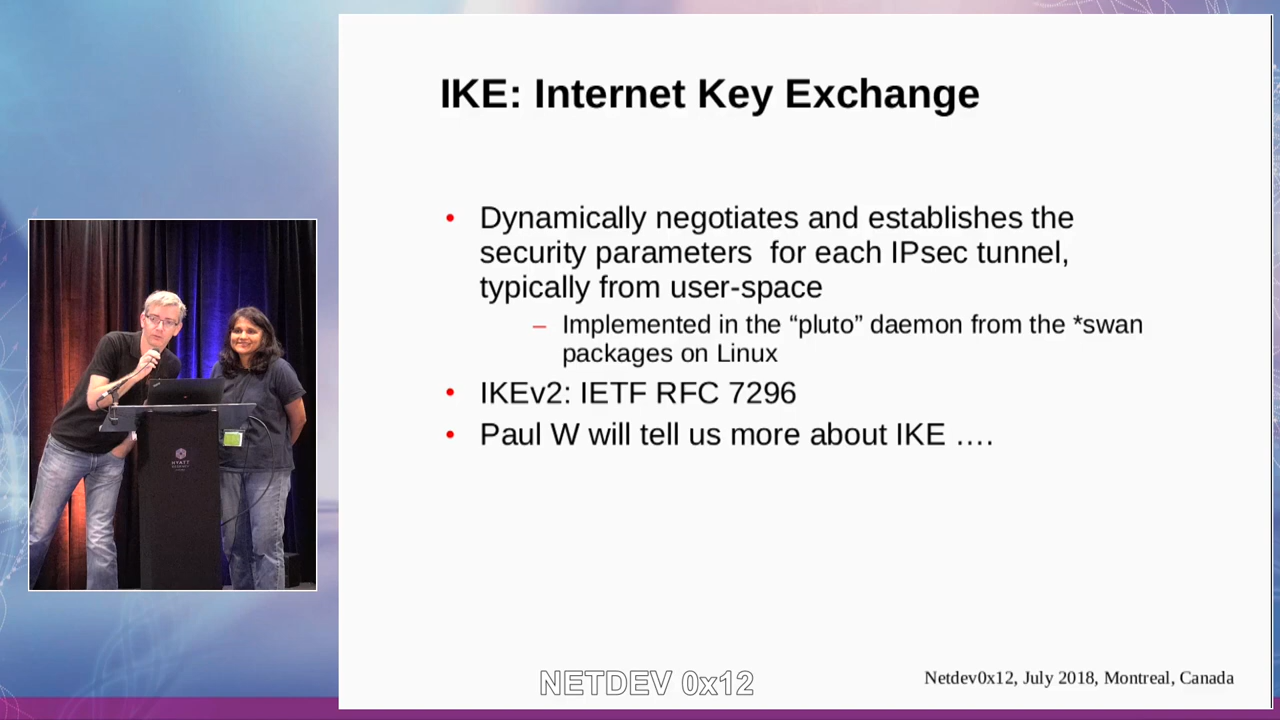 IKE: Internet Key Exchange
• Dynamically negotiates and establishes the
security parameters  for each IPsec tunnel,
typically from user-space
– Implemented in the “pluto” daemon from the *swan
packages on Linux
• IKEv2: IETF RFC 7296
• Paul W will tell us more about IKE ….
HYATT
NETDEV 0x12
Netdev0x12, July 2018, Montreal, Canada